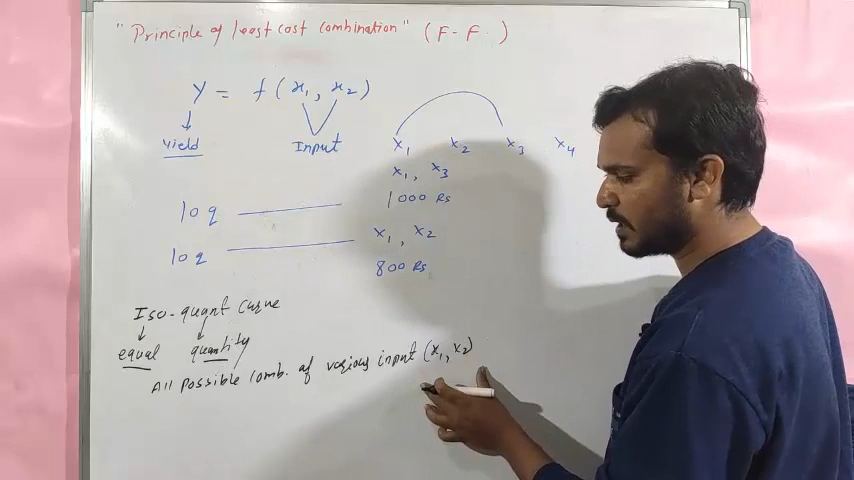 "Principle of least cost combination" (F-F.)
Y = f(x1, x2)
Yield Input x1 x2 x3 x4
x1, x3
1000 Rs
10 q
x1, x2
10 q
800 Rs
Iso-quant curve
equal quantity
All possible comb. of various input (x1, x2)